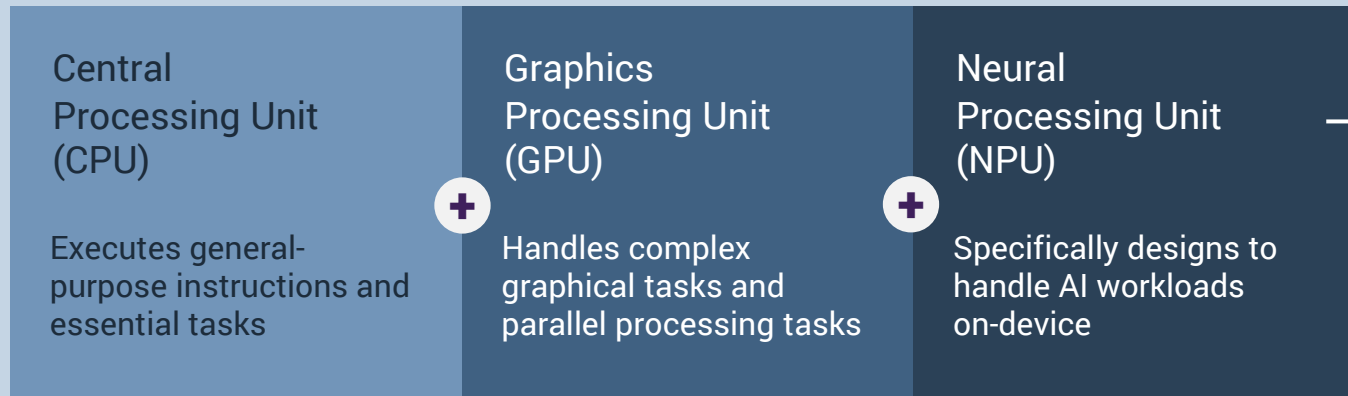 Central
Processing Unit
(CPU)
Executes general-
purpose instructions and
essential tasks
+
Graphics
Processing Unit
(GPU)
Handles complex
graphical tasks and
parallel processing tasks
+
Neural
Processing Unit
(NPU)
Specifically designs to
handle AI workloads
on-device